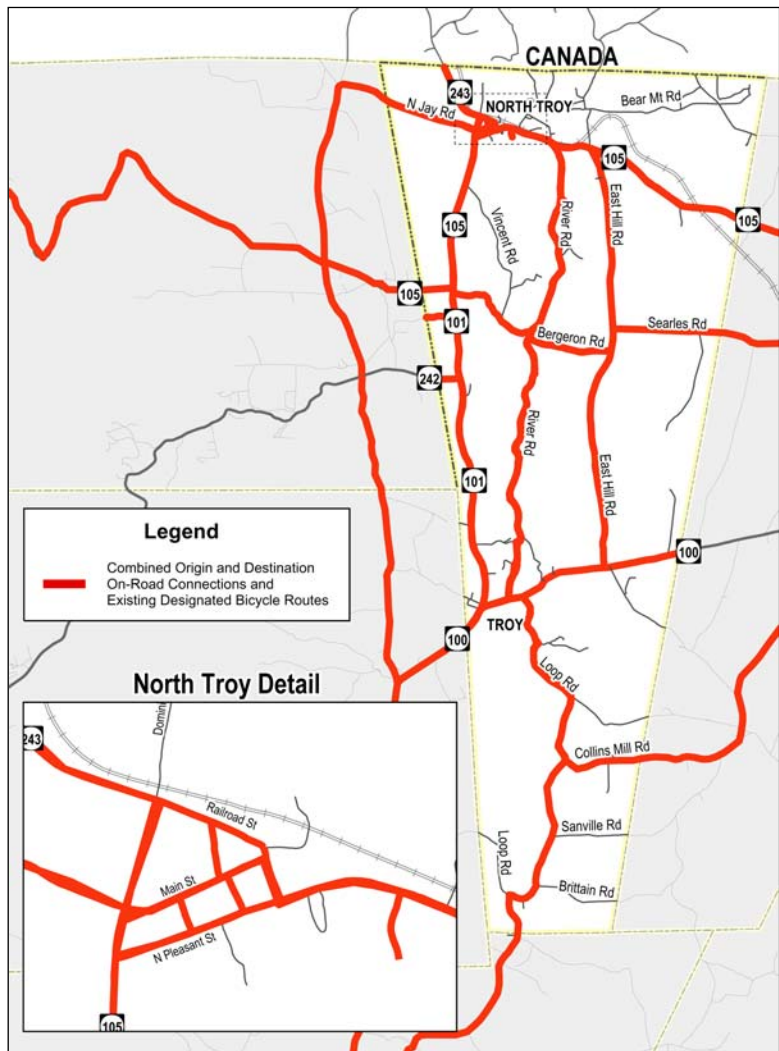 CANADA
243
NORTH TROY
Bear Mt Rd
N Jay Rd
105
105
105
Vincent Rd
River Rd
East Hill Rd
105
101
Bergeron Rd
Searles Rd
242
River Rd
101
East Hill Rd
100
Legend
Combined Origin and Destination
On-Road Connections and
Existing Designated Bicycle Routes
TROY
100
Loop Rd
Collins Mill Rd
Sanville Rd
Loop Rd
Brittain Rd
North Troy Detail
243
Domini
Railroad St
Main St
N Pleasant St
105